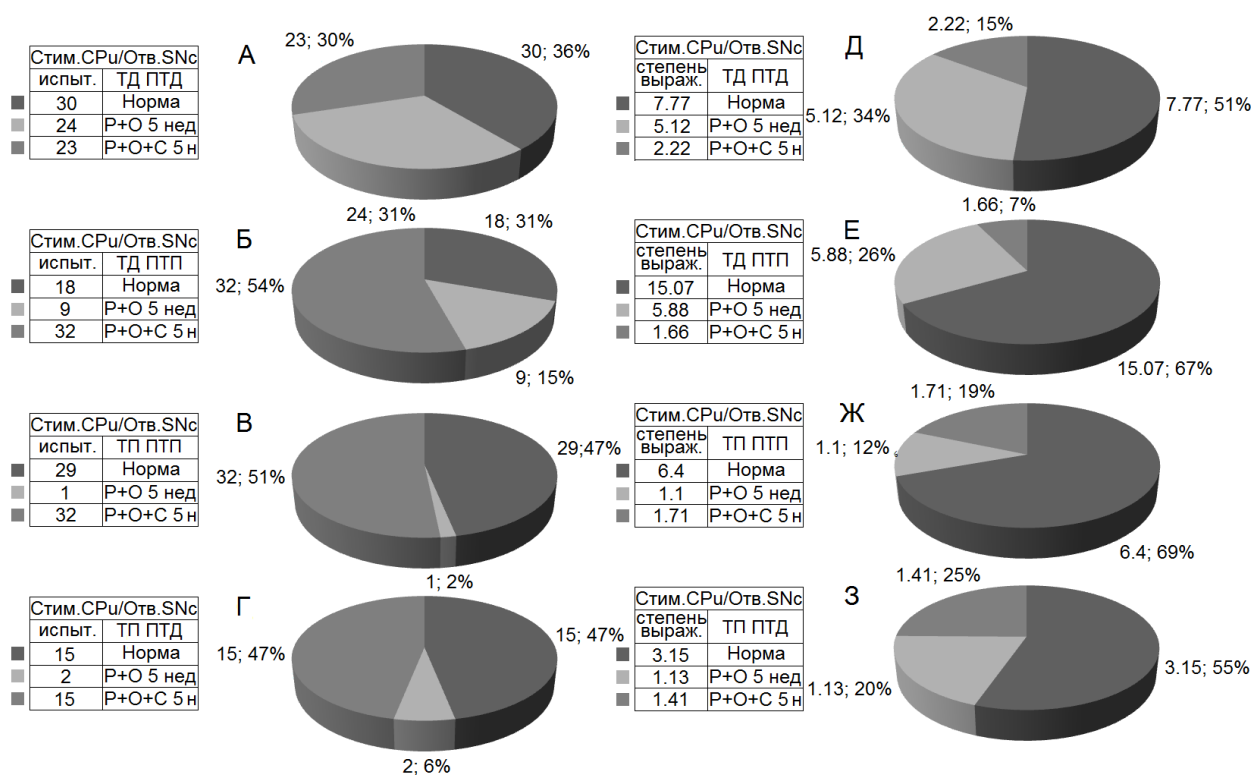 А
23; 30%
30; 36%
Стим.CPu/Отв.SNc
испыт. ТД ПТД
30 Норма
24 Р+О 5 нед
23 Р+О+С 5 н
24; 31%
Б
18; 31%
32; 54%
9; 15%
Стим.CPu/Отв.SNc
испыт. ТД ПТП
18 Норма
9 Р+О 5 нед
32 Р+О+С 5 н
В
29;47%
32; 51%
1; 2%
Стим.CPu/Отв.SNc
испыт. ТП ПТП
29 Норма
1 Р+О 5 нед
32 Р+О+С 5 н
Г
15; 47%
15; 47%
2; 6%
Стим.CPu/Отв.SNc
испыт. ТП ПТД
15 Норма
2 Р+О 5 нед
15 Р+О+С 5 н
Д
2.22; 15%
7.77; 51%
5.12; 34%
Стим.CPu/Отв.SNc
степень
выраж. ТД ПТД
7.77 Норма
5.12 Р+О 5 нед
2.22 Р+О+С 5 н
Е
1.66; 7%
5.88; 26%
15.07; 67%
Стим.CPu/Отв.SNc
степень
выраж. ТД ПТП
15.07 Норма
5.88 Р+О 5 нед
1.66 Р+О+С 5 н
Ж
1.71; 19%
1.1; 12%
6.4; 69%
Стим.CPu/Отв.SNc
степень
выраж. ТП ПТП
6.4 Норма
1.1 Р+О 5 нед
1.71 Р+О+С 5 н
З
1.41; 25%
3.15; 55%
1.13; 20%
Стим.CPu/Отв.SNc
степень
выраж. ТП ПТД
3.15 Норма
1.13 Р+О 5 нед
1.41 Р+О+С 5 н